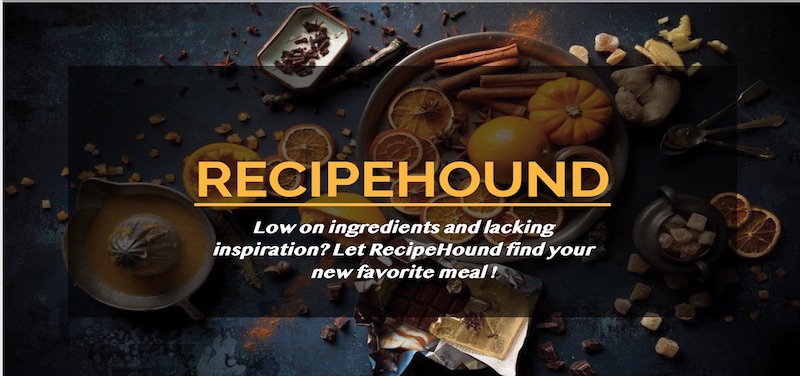 RECIPEHOUND
Low on ingredients and lacking
inspiration? Let RecipeHound find your
new favorite meal !